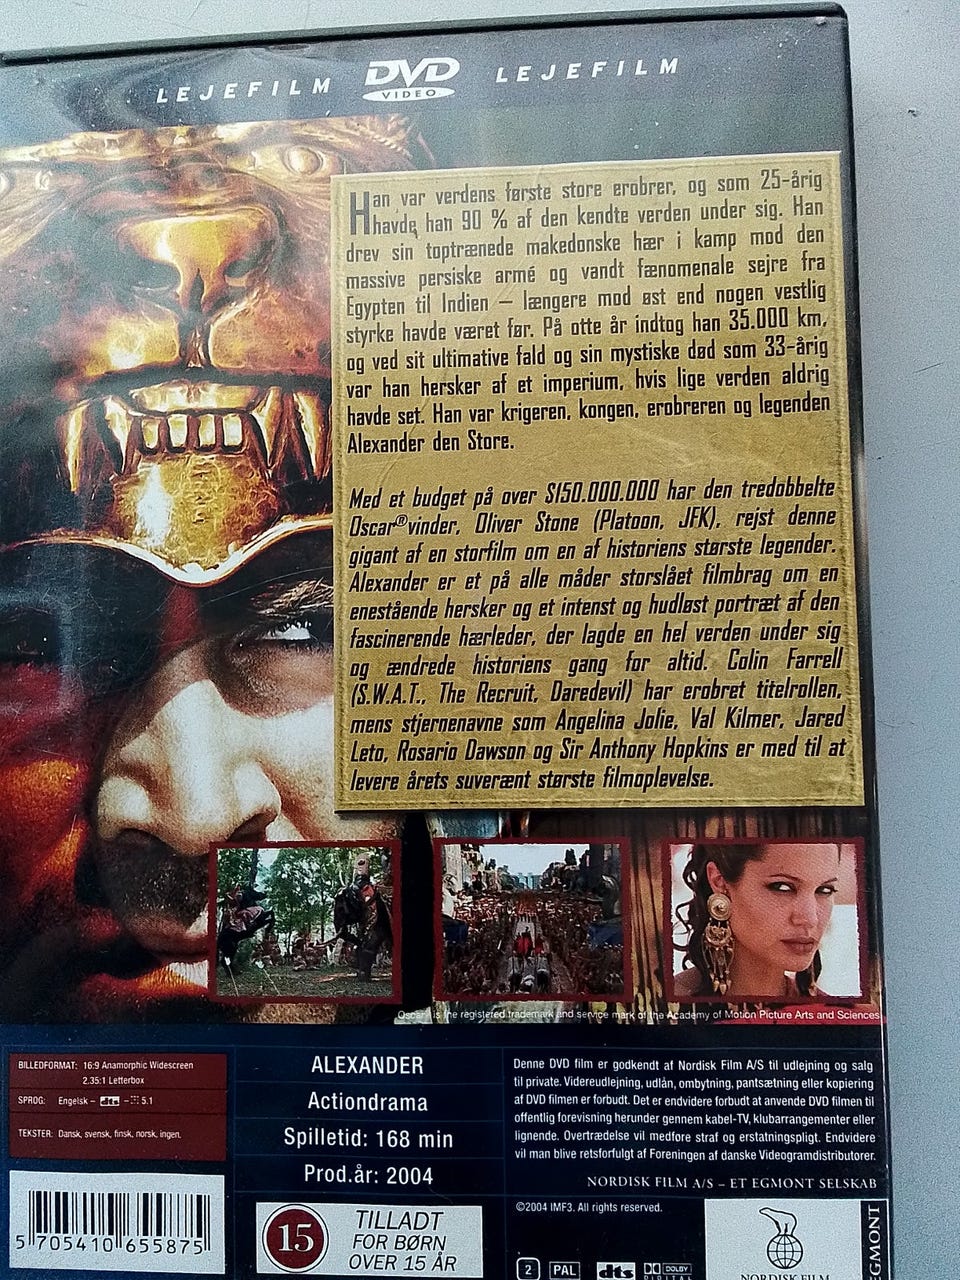 LEJEFILM DVD VIDEO LEJEFILM
Han var verdens første store erobrer, og som 25-årig
havde han 90 % af den kendte verden under sig. Han
drev sin toptrænede makedonske hær i kamp mod den
massive persiske armé og vandt fænomenale sejre fra
Egypten til Indien – længere mod øst end nogen vestlig
styrke havde været før. På otte år indtog han 35.000 km,
og ved sit ultimative fald og sin mystiske død som 33-årig
var han hersker af et imperium, hvis lige verden aldrig
havde set. Han var krigeren, kongen, erobreren og legenden
Alexander den Store.
Med et budget på over $150.000.000 har den tredobbelte
Oscar®vinder, Oliver Stone (Platoon, JFK), rejst denne
gigant af en storfilm om en af historiens største legender.
Alexander er et på alle måder storslået filmbrag om en
enestående hersker og et intenst og hudløst portræt af den
fascinerende hærleder, der lagde en hel verden under sig
og ændrede historiens gang for altid. Colin Farrell
(S.W.A.T., The Recruit, Daredevil) har erobret titelrollen,
mens stjernenavne som Angelina Jolie, Val Kilmer, Jared
Leto, Rosario Dawson og Sir Anthony Hopkins er med til at
levere årets suverænt største filmoplevelse.
Oscar® is the registered trademark and service mark of the Academy of Motion Picture Arts and Sciences
BILLEDFORMAT: 16:9 Anamorphic Widescreen
2.35:1 Letterbox
SPROG: Engelsk – dts – 5.1
TEKSTER: Dansk, svensk, finsk, norsk, ingen.
5 705410 655875
ALEXANDER
Actiondrama
Spilletid: 168 min
Prod.år: 2004
15 TILLADT
FOR BØRN
OVER 15 ÅR
Denne DVD film er godkendt af Nordisk Film A/S til udlejning og salg
til privat. Videreudlejning, udlån, ombytning, pantsætning eller kopiering
af DVD filmen er forbudt. Det er endvidere forbudt at anvende DVD filmen til
offentlig forevisning herunder gennem kabel-TV, klubarrangementer eller
lignende. Overtrædelse vil medføre straf og erstatningspligt. Endvidere
vil man blive retsforfulgt af Foreningen af danske Videogramdistributører.
NORDISK FILM A/S – ET EGMONT SELSKAB
©2004 IMF3. All rights reserved.
2 PAL dts DOLBY DIGITAL
NORDISK FILM
EGMONT